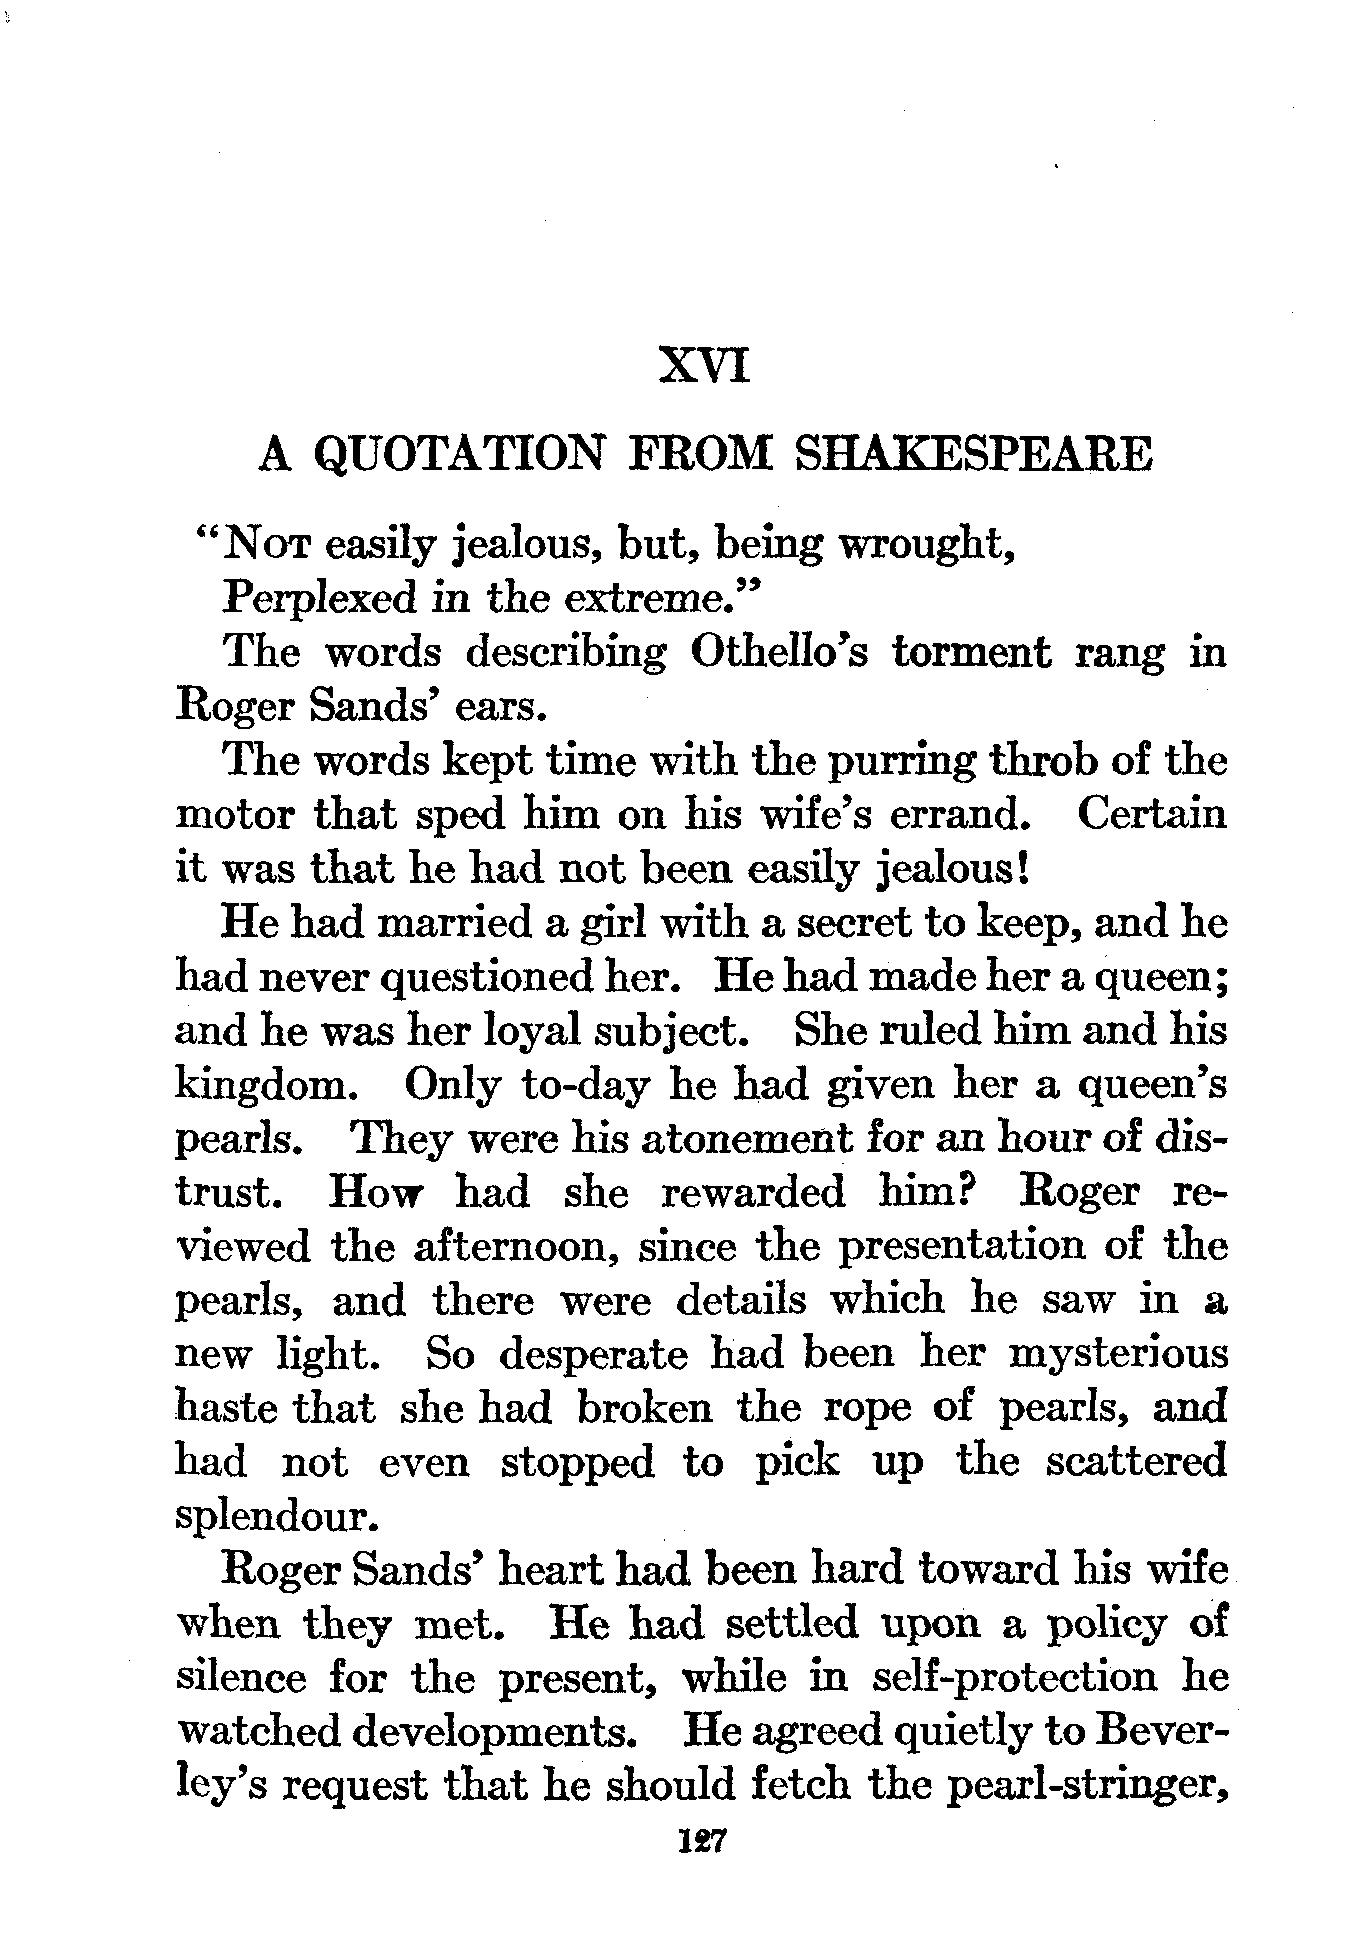 XVI
A QUOTATION FROM SHAKESPEARE
“NOT easily jealous, but, being wrought,
Perplexed in the extreme.”
The words describing Othello’s torment rang in
Roger Sands’ ears.
The words kept time with the purring throb of the
motor that sped him on his wife’s errand. Certain
it was that he had not been easily jealous!
He had married a girl with a secret to keep, and he
had never questioned her. He had made her a queen;
and he was her loyal subject. She ruled him and his
kingdom. Only to-day he had given her a queen’s
pearls. They were his atonement for an hour of dis-
trust. How had she rewarded him? Roger re-
viewed the afternoon, since the presentation of the
pearls, and there were details which he saw in a
new light. So desperate had been her mysterious
haste that she had broken the rope of pearls, and
had not even stopped to pick up the scattered
splendour.
Roger Sands’ heart had been hard toward his wife
when they met. He had settled upon a policy of
silence for the present, while in self-protection he
watched developments. He agreed quietly to Bever-
ley’s request that he should fetch the pearl-stringer,
127